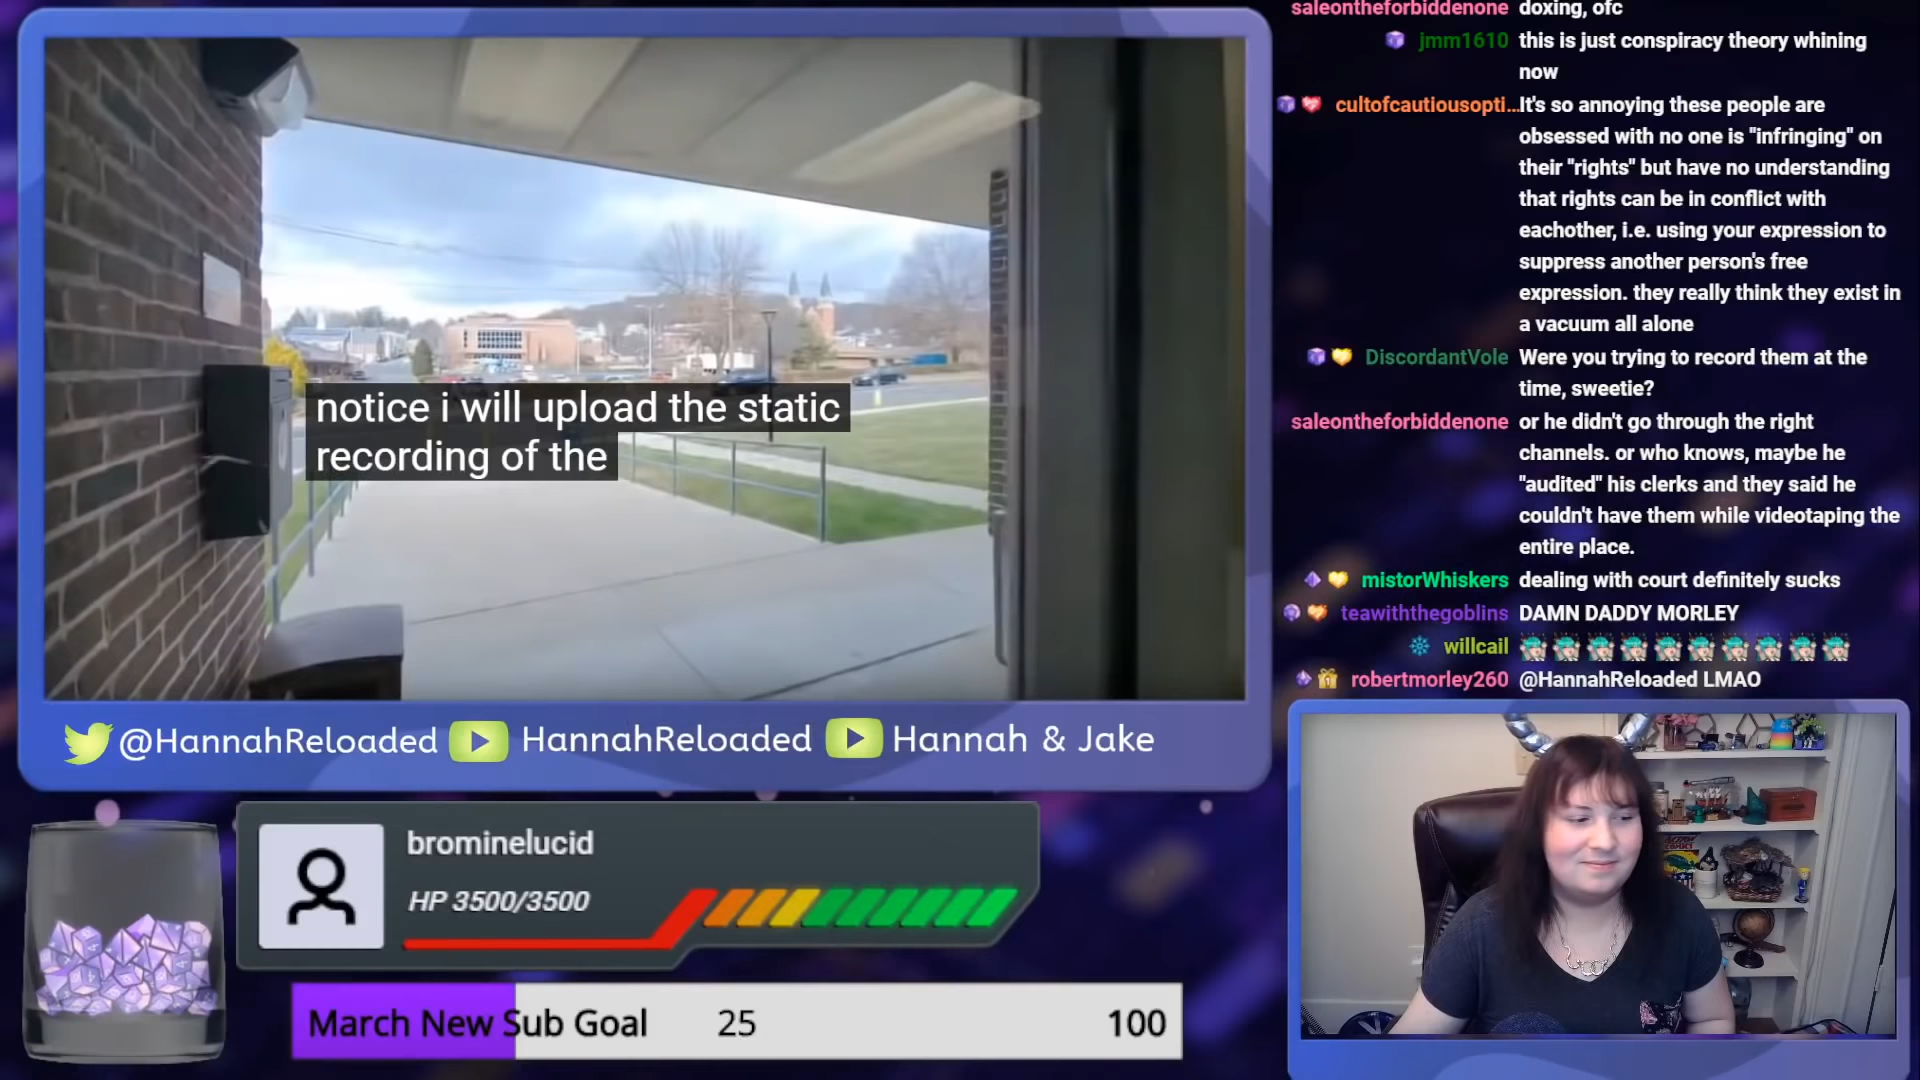 notice i will upload the static
recording of the
@HannahReloaded HannahReloaded Hannah & Jake
brominelucid
HP 3500/3500
March New Sub Goal 25 100
saleontheforbiddenone doxing, ofc
jmm1610 this is just conspiracy theory whining
now
cultofcautiousopti... It's so annoying these people are
obsessed with no one is "infringing" on
their "rights" but have no understanding
that rights can be in conflict with
eachother, i.e. using your expression to
suppress another person's free
expression. they really think they exist in
a vacuum all alone
DiscordantVole Were you trying to record them at the
time, sweetie?
saleontheforbiddenone or he didn't go through the right
channels. or who knows, maybe he
"audited" his clerks and they said he
couldn't have them while videotaping the
entire place.
mistorWhiskers dealing with court definitely sucks
teawiththegoblins DAMN DADDY MORLEY
willcail
robertmorley260 @HannahReloaded LMAO